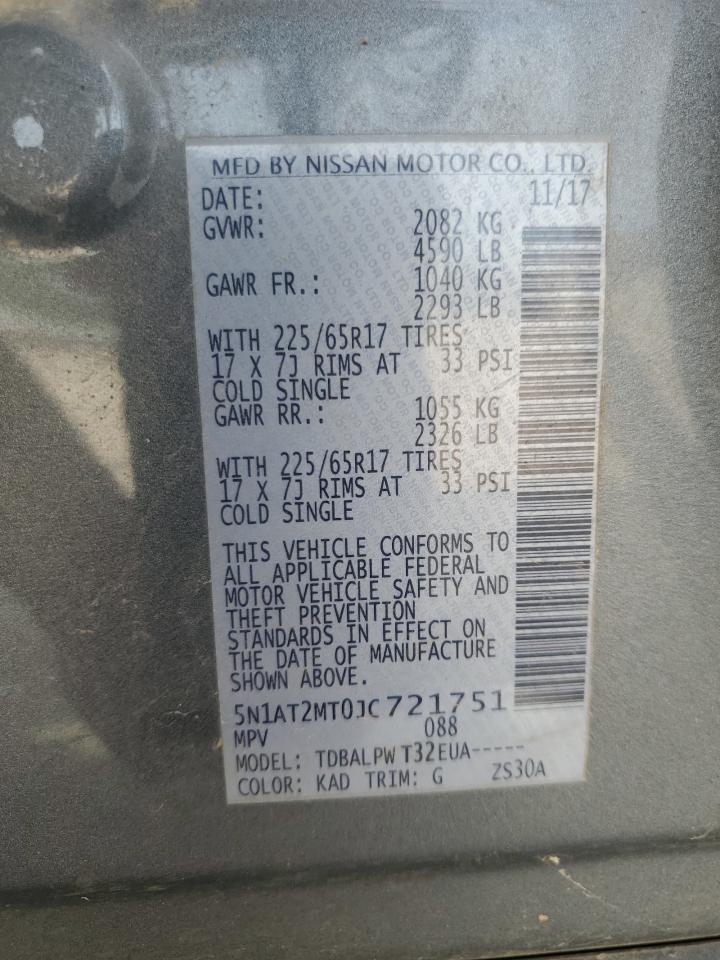 MFD BY NISSAN MOTOR CO., LTD.
DATE: 11/17
GVWR: 2082 KG
4590 LB
GAWR FR.: 1040 KG
2293 LB
WITH 225/65R17 TIRES
17 X 7J RIMS AT 33 PSI
COLD SINGLE
GAWR RR.: 1055 KG
2326 LB
WITH 225/65R17 TIRES
17 X 7J RIMS AT 33 PSI
COLD SINGLE
THIS VEHICLE CONFORMS TO
ALL APPLICABLE FEDERAL
MOTOR VEHICLE SAFETY AND
THEFT PREVENTION
STANDARDS IN EFFECT ON
THE DATE OF MANUFACTURE
SHOWN ABOVE.
5N1AT2MT0JC721751
MPV 088
MODEL: TDBALPW T32EUA-----
COLOR: KAD TRIM: G ZS30A